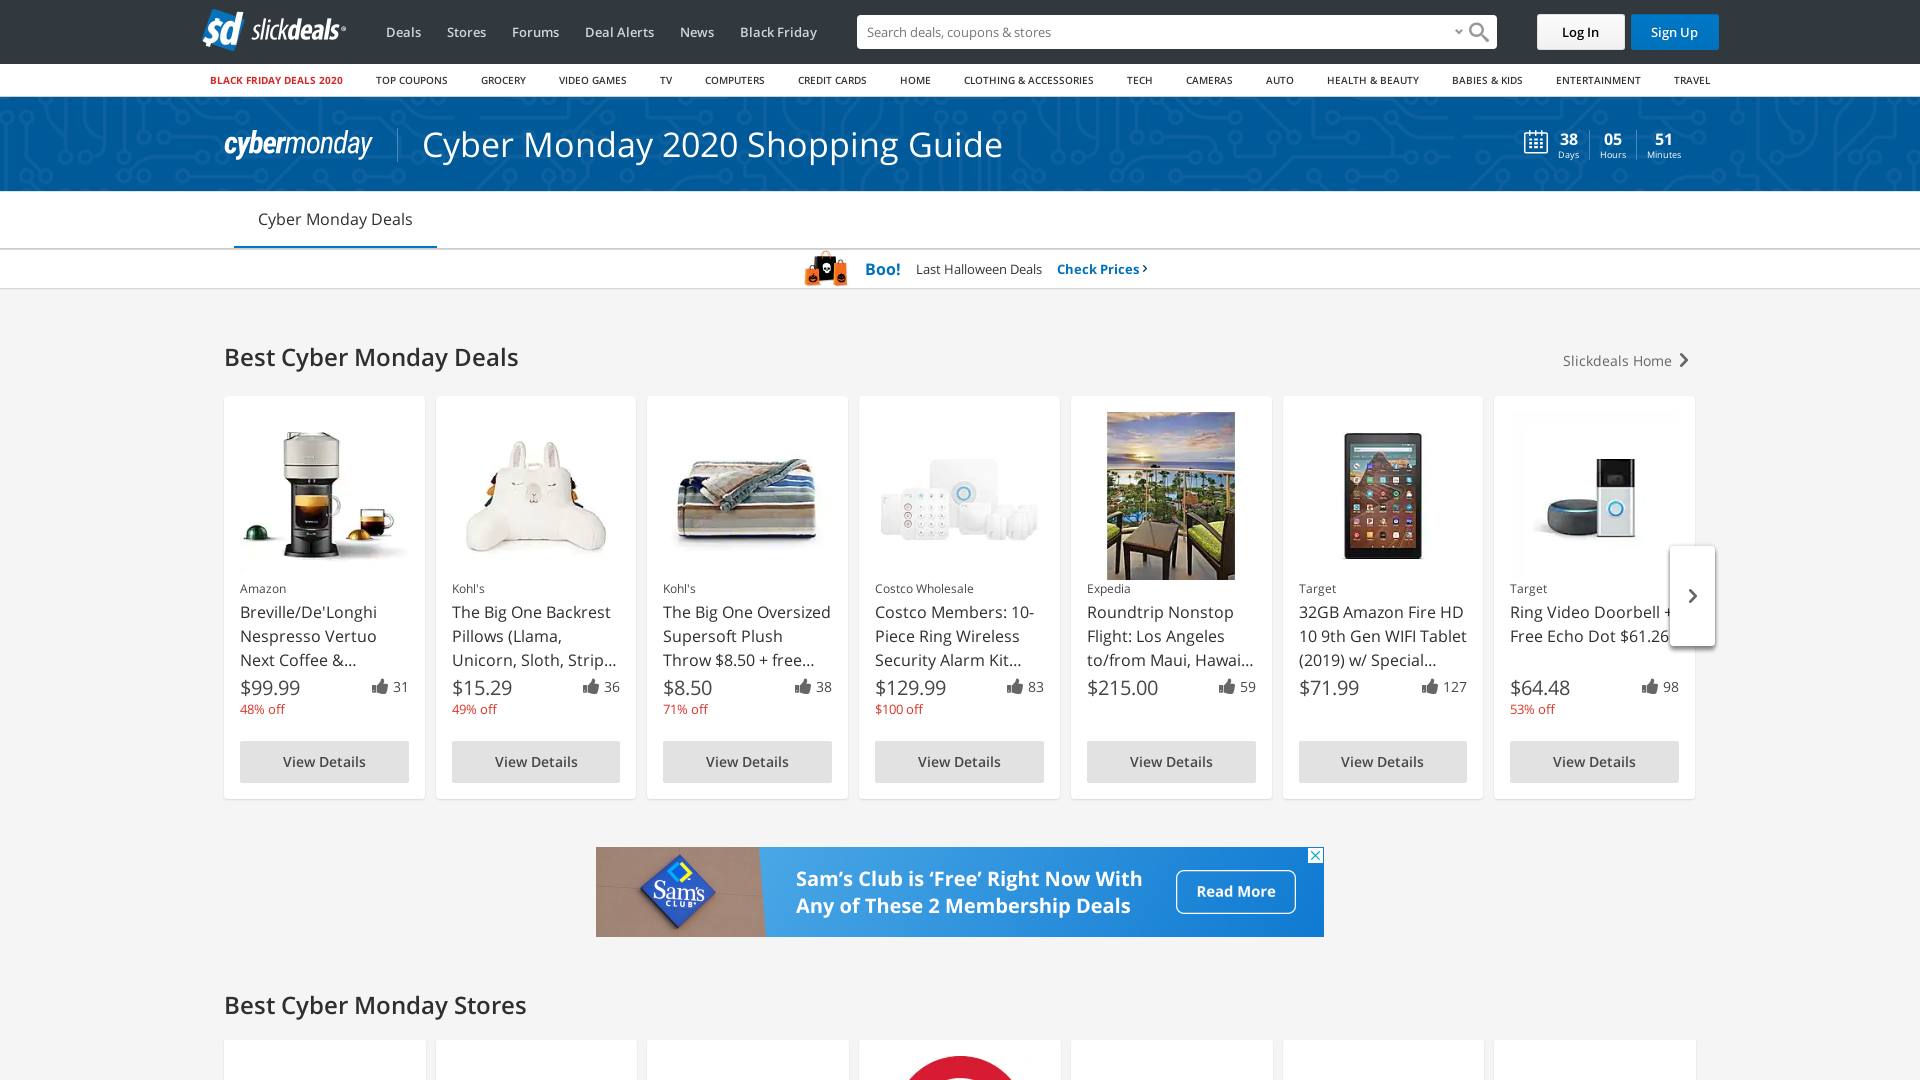 sd slickdeals
Deals
Stores
Forums
Deal Alerts
News
Black Friday
Search deals, coupons & stores
Log In
Sign Up
BLACK FRIDAY DEALS 2020
TOP COUPONS
GROCERY
VIDEO GAMES
TV
COMPUTERS
CREDIT CARDS
HOME
CLOTHING & ACCESSORIES
TECH
CAMERAS
AUTO
HEALTH & BEAUTY
BABIES & KIDS
ENTERTAINMENT
TRAVEL
cybermonday
Cyber Monday 2020 Shopping Guide
38 Days
05 Hours
51 Minutes
Cyber Monday Deals
Boo! Last Halloween Deals Check Prices
Best Cyber Monday Deals
Slickdeals Home
Amazon
Breville/De'Longhi
Nespresso Vertuo
Next Coffee &...
$99.99 31
48% off
View Details
Kohl's
The Big One Backrest
Pillows (Llama,
Unicorn, Sloth, Strip...
$15.29 36
49% off
View Details
Kohl's
The Big One Oversized
Supersoft Plush
Throw $8.50 + free...
$8.50 38
71% off
View Details
Costco Wholesale
Costco Members: 10-
Piece Ring Wireless
Security Alarm Kit...
$129.99 83
$100 off
View Details
Expedia
Roundtrip Nonstop
Flight: Los Angeles
to/from Maui, Hawai...
$215.00 59
View Details
Target
32GB Amazon Fire HD
10 9th Gen WIFI Tablet
(2019) w/ Special...
$71.99 127
View Details
Target
Ring Video Doorbell +
Free Echo Dot $61.26
$64.48 98
53% off
View Details
Sam's CLUB
Sam's Club is 'Free' Right Now With
Any of These 2 Membership Deals
Read More
Best Cyber Monday Stores